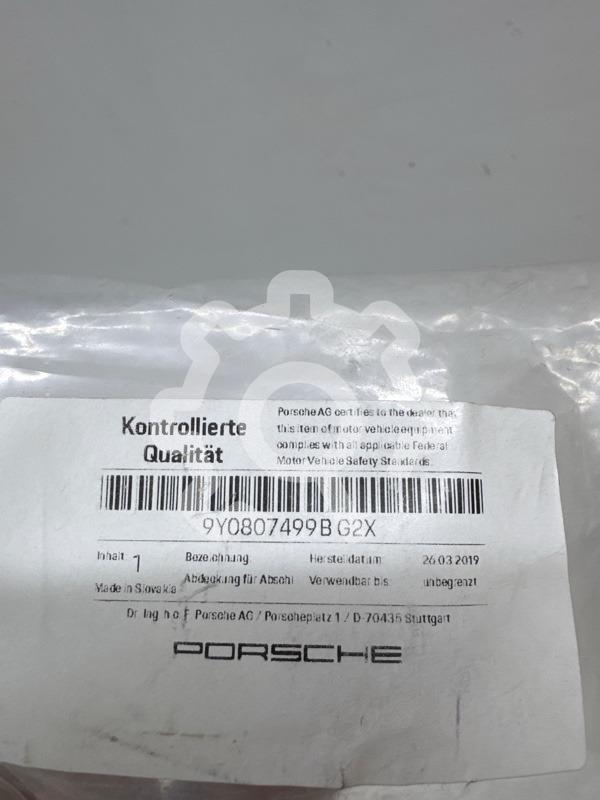 Kontrollierte
Qualität
Porsche AG certifies to the dealer that
this item of motor vehicle equipment
complies with all applicable Federal
Motor Vehicle Safety Standards.
9Y0807499B G2X
Inhalt 1 Bezeichnung Herstelldatum 26.03.2019
Made in Slovakia Abdeckung für Abschl Verwendbar bis unbegrenzt
Dr. Ing. h.c. F. Porsche AG / Porscheplatz 1 / D-70435 Stuttgart
PORSCHE